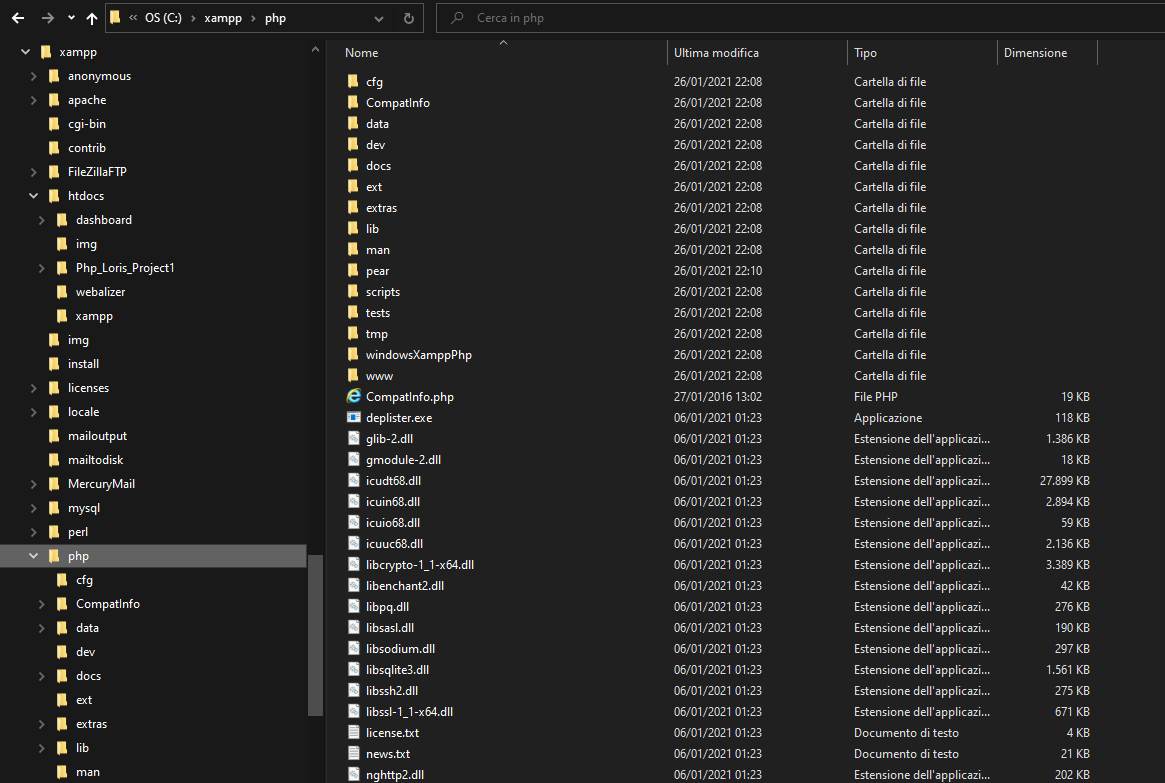 « OS (C:) › xampp › php
Cerca in php
xampp
anonymous
apache
cgi-bin
contrib
FileZillaFTP
htdocs
dashboard
img
Php_Loris_Project1
webalizer
xampp
img
install
licenses
locale
mailoutput
mailtodisk
MercuryMail
mysql
perl
php
cfg
CompatInfo
data
dev
docs
ext
extras
lib
man
Nome Ultima modifica Tipo Dimensione
cfg 26/01/2021 22:08 Cartella di file
CompatInfo 26/01/2021 22:08 Cartella di file
data 26/01/2021 22:08 Cartella di file
dev 26/01/2021 22:08 Cartella di file
docs 26/01/2021 22:08 Cartella di file
ext 26/01/2021 22:08 Cartella di file
extras 26/01/2021 22:08 Cartella di file
lib 26/01/2021 22:08 Cartella di file
man 26/01/2021 22:08 Cartella di file
pear 26/01/2021 22:10 Cartella di file
scripts 26/01/2021 22:08 Cartella di file
tests 26/01/2021 22:08 Cartella di file
tmp 26/01/2021 22:08 Cartella di file
windowsXamppPhp 26/01/2021 22:08 Cartella di file
www 26/01/2021 22:08 Cartella di file
CompatInfo.php 27/01/2016 13:02 File PHP 19 KB
deplister.exe 06/01/2021 01:23 Applicazione 118 KB
glib-2.dll 06/01/2021 01:23 Estensione dell'applicazi... 1.386 KB
gmodule-2.dll 06/01/2021 01:23 Estensione dell'applicazi... 18 KB
icudt68.dll 06/01/2021 01:23 Estensione dell'applicazi... 27.899 KB
icuin68.dll 06/01/2021 01:23 Estensione dell'applicazi... 2.894 KB
icuio68.dll 06/01/2021 01:23 Estensione dell'applicazi... 59 KB
icuuc68.dll 06/01/2021 01:23 Estensione dell'applicazi... 2.136 KB
libcrypto-1_1-x64.dll 06/01/2021 01:23 Estensione dell'applicazi... 3.389 KB
libenchant2.dll 06/01/2021 01:23 Estensione dell'applicazi... 42 KB
libpq.dll 06/01/2021 01:23 Estensione dell'applicazi... 276 KB
libsasl.dll 06/01/2021 01:23 Estensione dell'applicazi... 190 KB
libsodium.dll 06/01/2021 01:23 Estensione dell'applicazi... 297 KB
libsqlite3.dll 06/01/2021 01:23 Estensione dell'applicazi... 1.561 KB
libssh2.dll 06/01/2021 01:23 Estensione dell'applicazi... 275 KB
libssl-1_1-x64.dll 06/01/2021 01:23 Estensione dell'applicazi... 671 KB
license.txt 06/01/2021 01:23 Documento di testo 4 KB
news.txt 06/01/2021 01:23 Documento di testo 21 KB
nghttp2.dll 06/01/2021 01:23 Estensione dell'applicazi... 202 KB